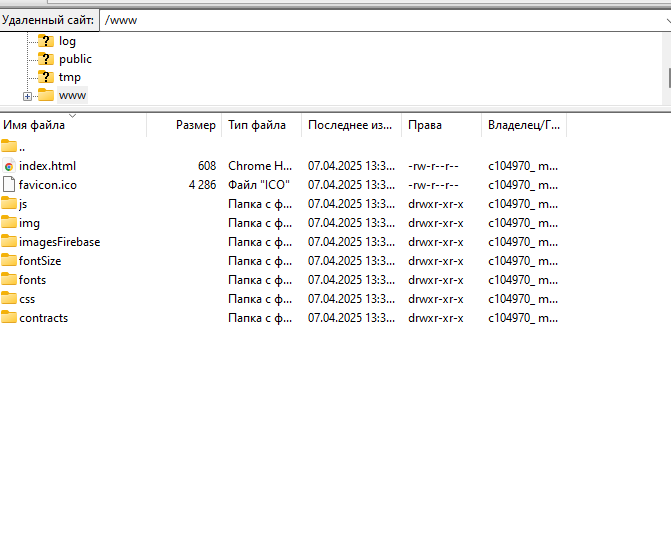 Удаленный сайт: /www
log
public
tmp
www
Имя файла Размер Тип файла Последнее из... Права Владелец/Г...
..
index.html 608 Chrome H... 07.04.2025 13:3... -rw-r--r-- c104970_ m...
favicon.ico 4 286 Файл "ICO" 07.04.2025 13:3... -rw-r--r-- c104970_ m...
js Папка с ф... 07.04.2025 13:3... drwxr-xr-x c104970_ m...
img Папка с ф... 07.04.2025 13:3... drwxr-xr-x c104970_ m...
imagesFirebase Папка с ф... 07.04.2025 13:3... drwxr-xr-x c104970_ m...
fontSize Папка с ф... 07.04.2025 13:3... drwxr-xr-x c104970_ m...
fonts Папка с ф... 07.04.2025 13:3... drwxr-xr-x c104970_ m...
css Папка с ф... 07.04.2025 13:3... drwxr-xr-x c104970_ m...
contracts Папка с ф... 07.04.2025 13:3... drwxr-xr-x c104970_ m...